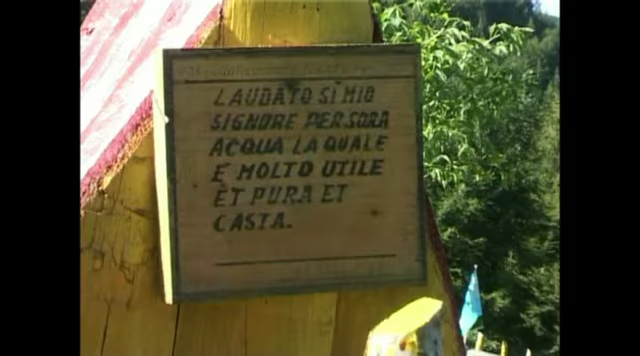 LAUDATO SI MIO
SIGNORE PER SORA
ACQUA LA QUALE
E MOLTO UTILE
ET PURA ET
CASTA.